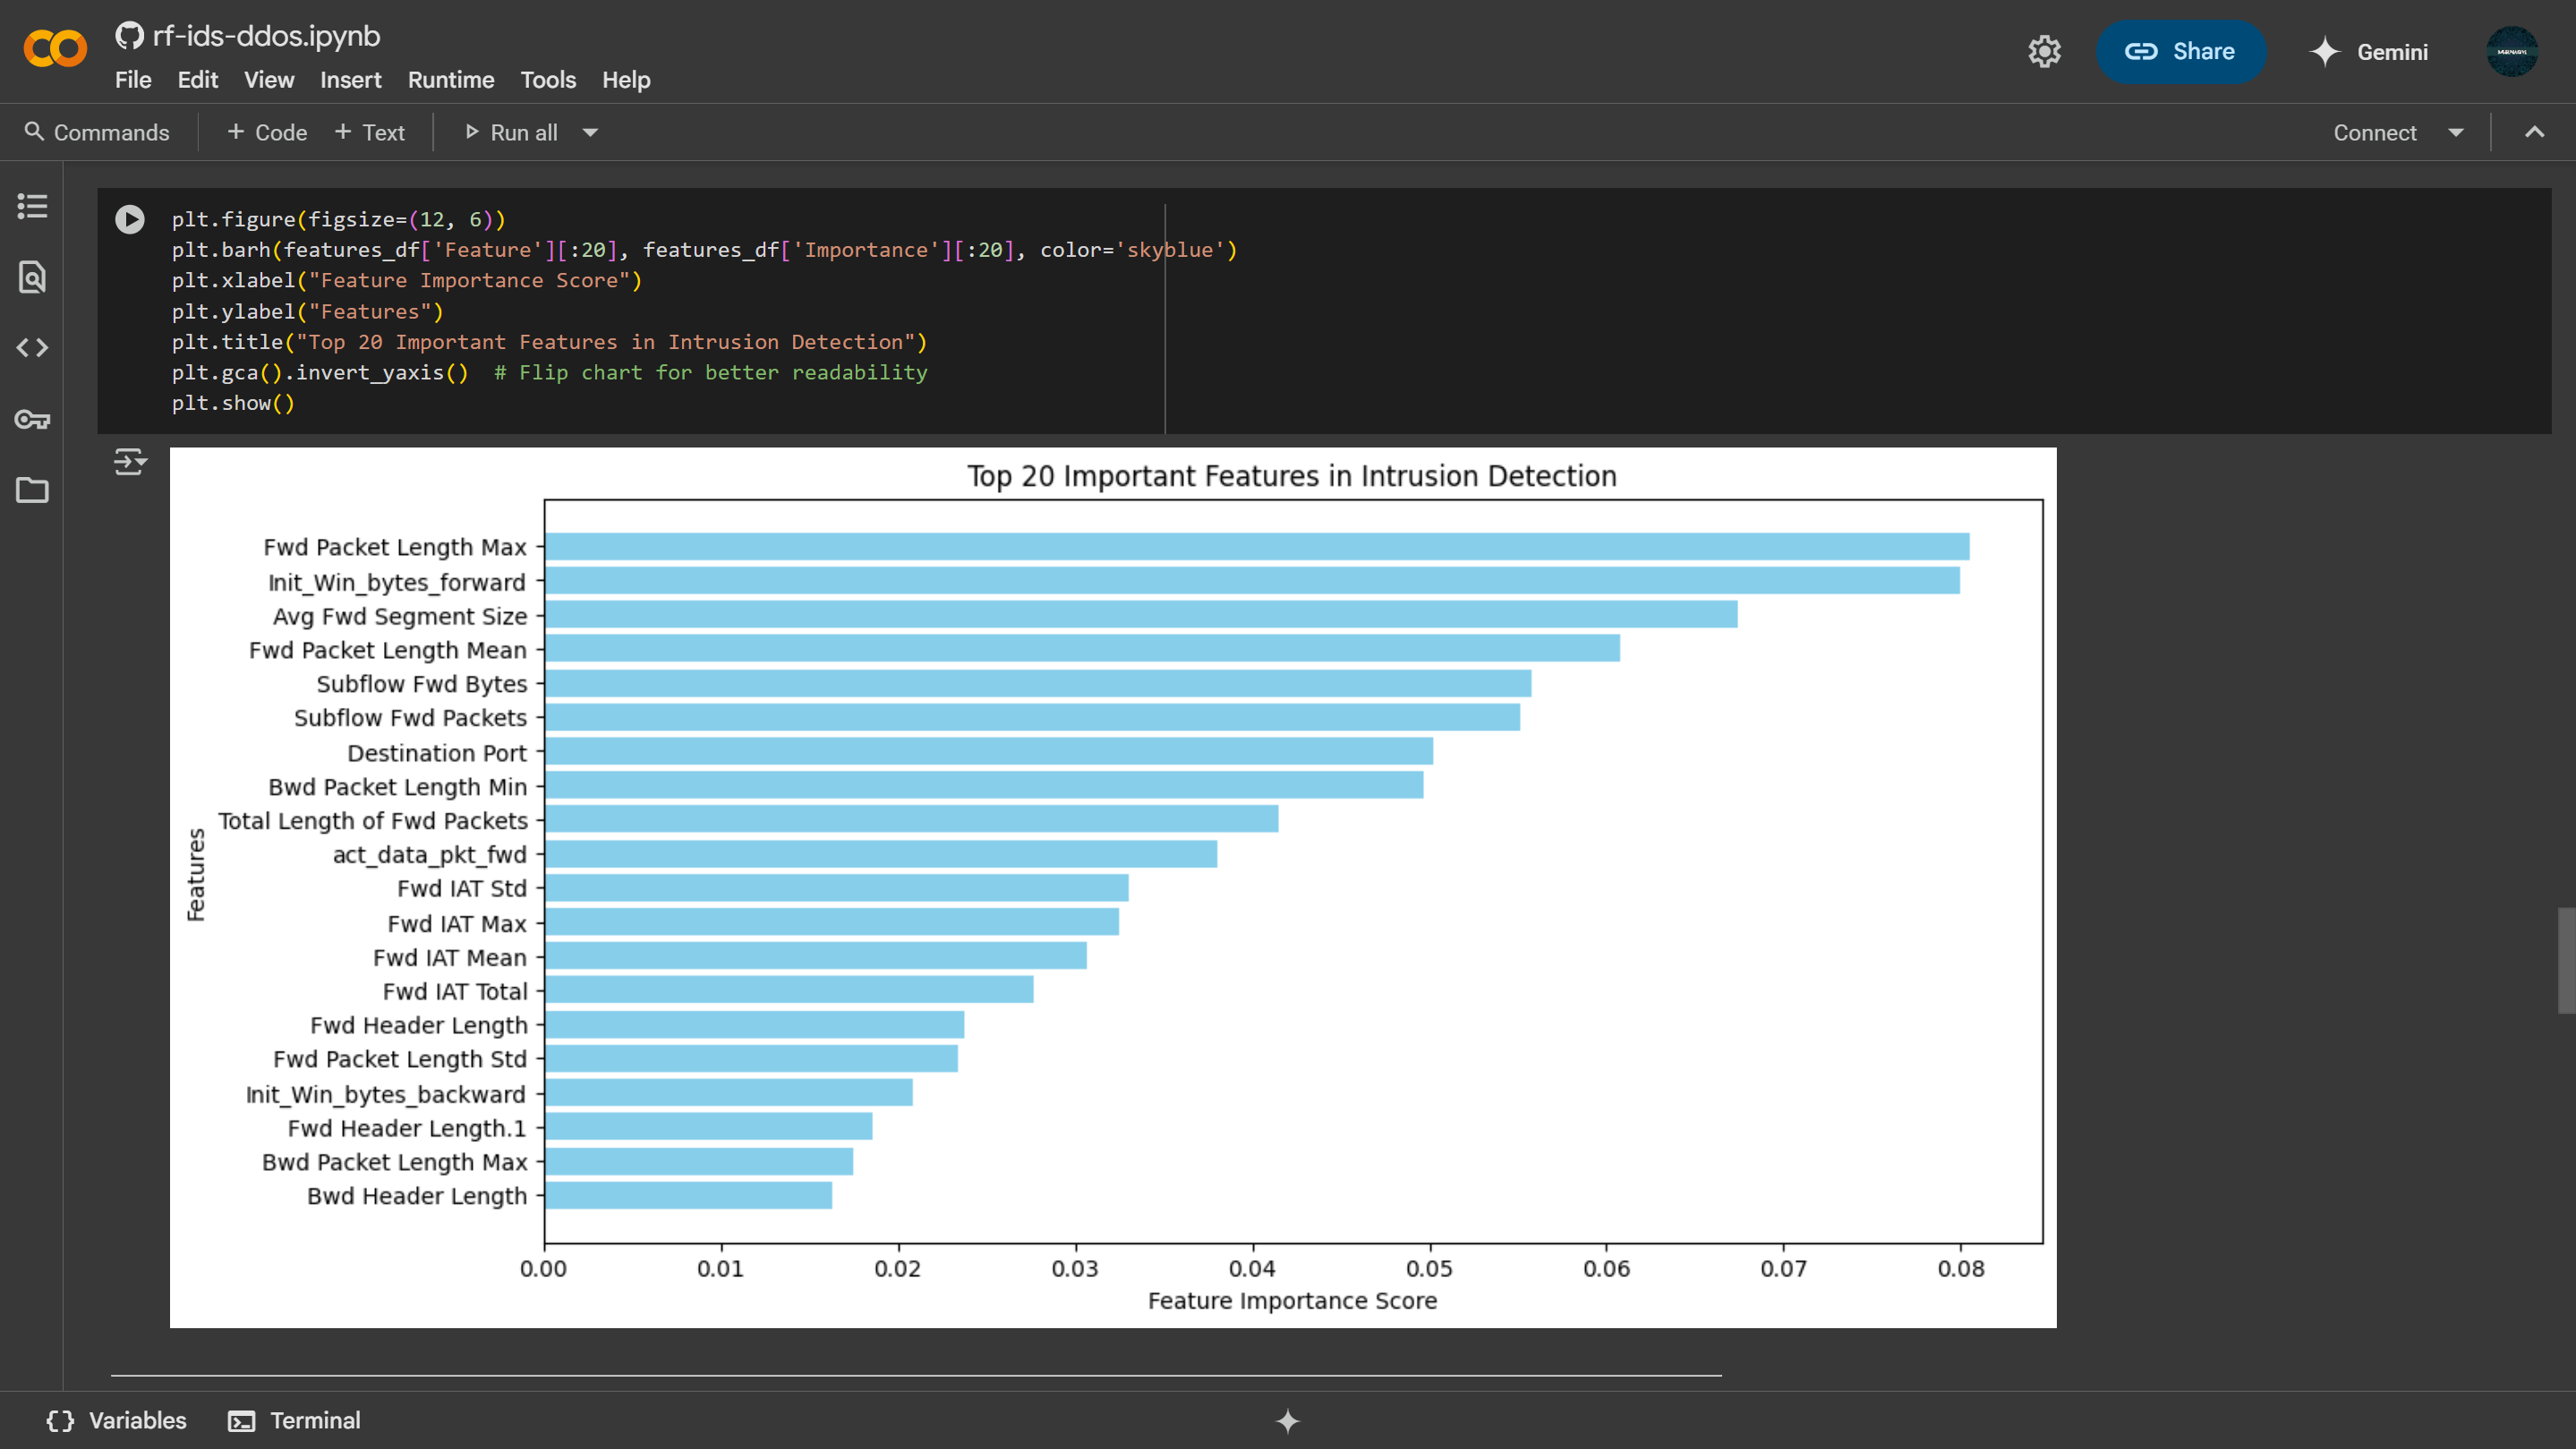 rf-ids-ddos.ipynb
File Edit View Insert Runtime Tools Help
Share
Gemini
Commands + Code + Text Run all
Connect
plt.figure(figsize=(12, 6))
plt.barh(features_df['Feature'][:20], features_df['Importance'][:20], color='skyblue')
plt.xlabel("Feature Importance Score")
plt.ylabel("Features")
plt.title("Top 20 Important Features in Intrusion Detection")
plt.gca().invert_yaxis()  # Flip chart for better readability
plt.show()
Top 20 Important Features in Intrusion Detection
Features
Fwd Packet Length Max
Init_Win_bytes_forward
Avg Fwd Segment Size
Fwd Packet Length Mean
Subflow Fwd Bytes
Subflow Fwd Packets
Destination Port
Bwd Packet Length Min
Total Length of Fwd Packets
act_data_pkt_fwd
Fwd IAT Std
Fwd IAT Max
Fwd IAT Mean
Fwd IAT Total
Fwd Header Length
Fwd Packet Length Std
Init_Win_bytes_backward
Fwd Header Length.1
Bwd Packet Length Max
Bwd Header Length
0.00 0.01 0.02 0.03 0.04 0.05 0.06 0.07 0.08
Feature Importance Score
Variables Terminal